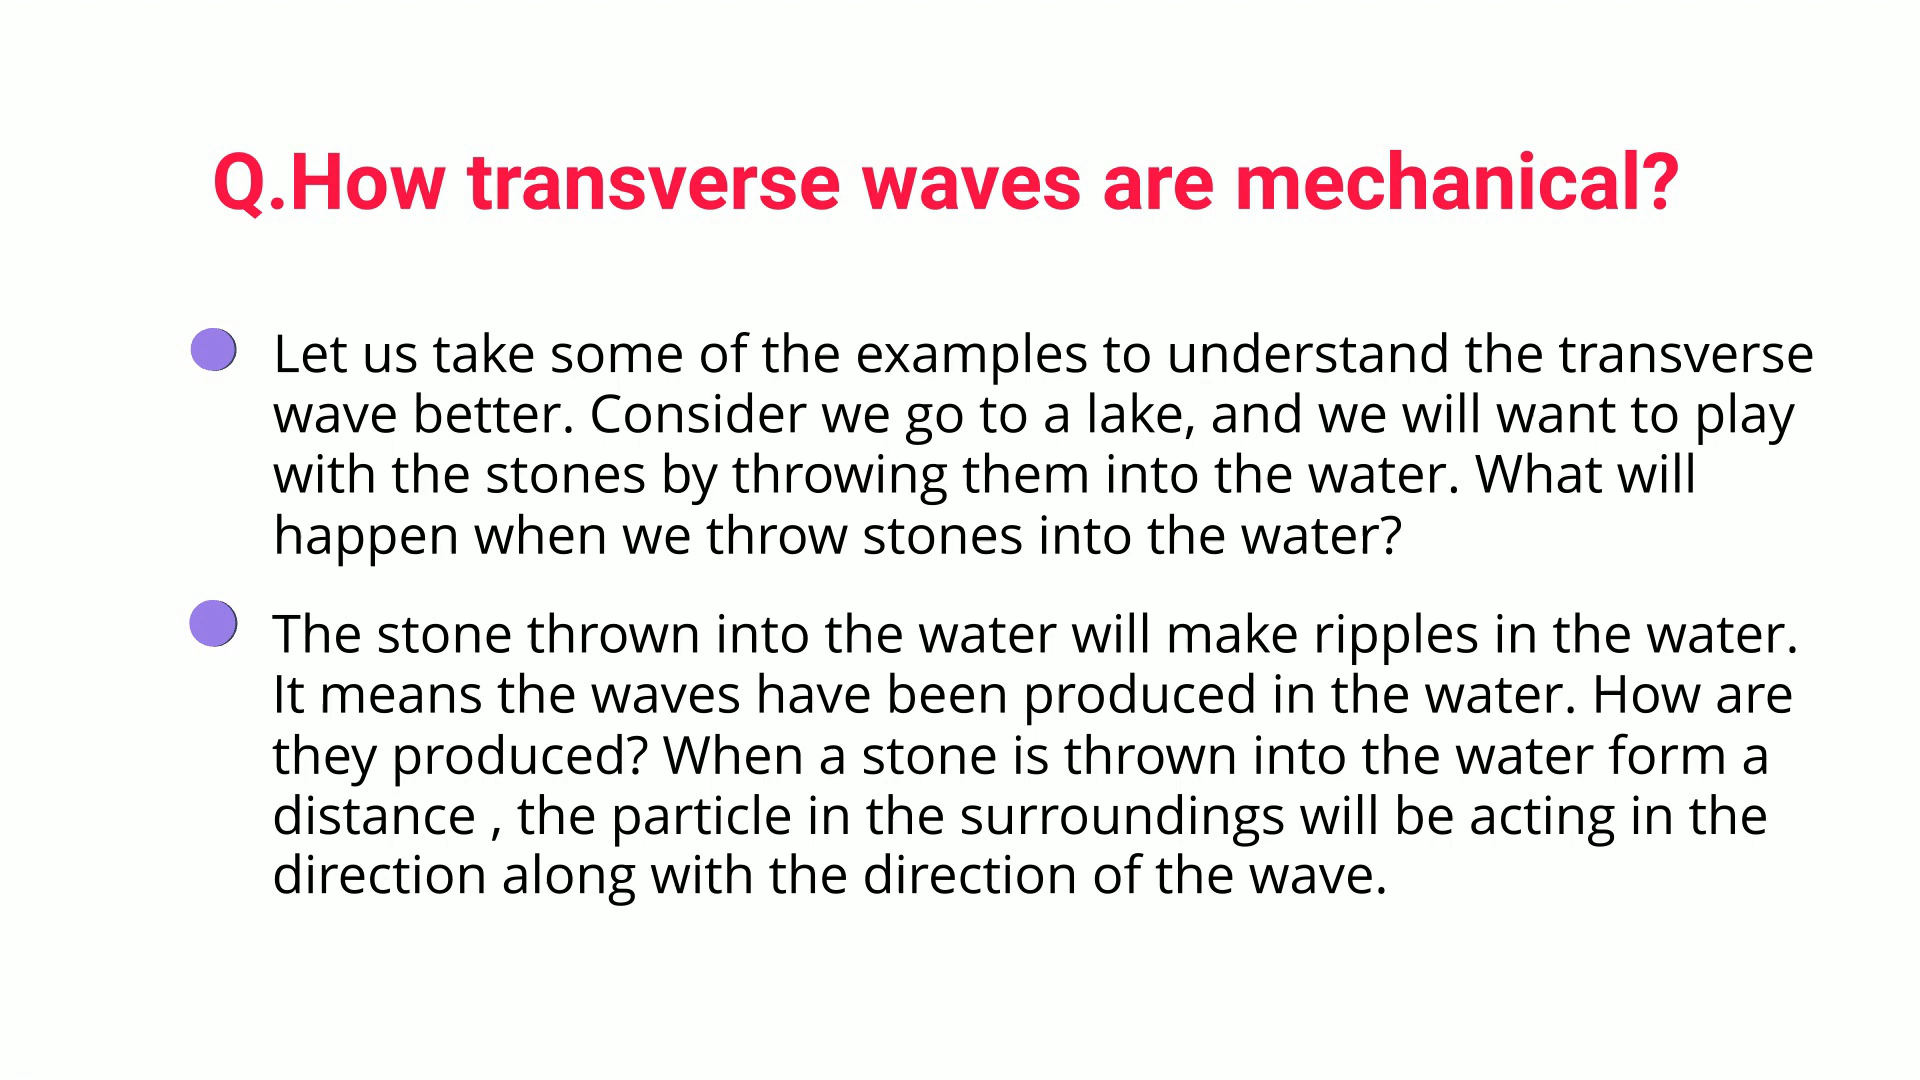 Q.How transverse waves are mechanical?
Let us take some of the examples to understand the transverse
wave better. Consider we go to a lake, and we will want to play
with the stones by throwing them into the water. What will
happen when we throw stones into the water?
The stone thrown into the water will make ripples in the water.
It means the waves have been produced in the water. How are
they produced? When a stone is thrown into the water form a
distance , the particle in the surroundings will be acting in the
direction along with the direction of the wave.